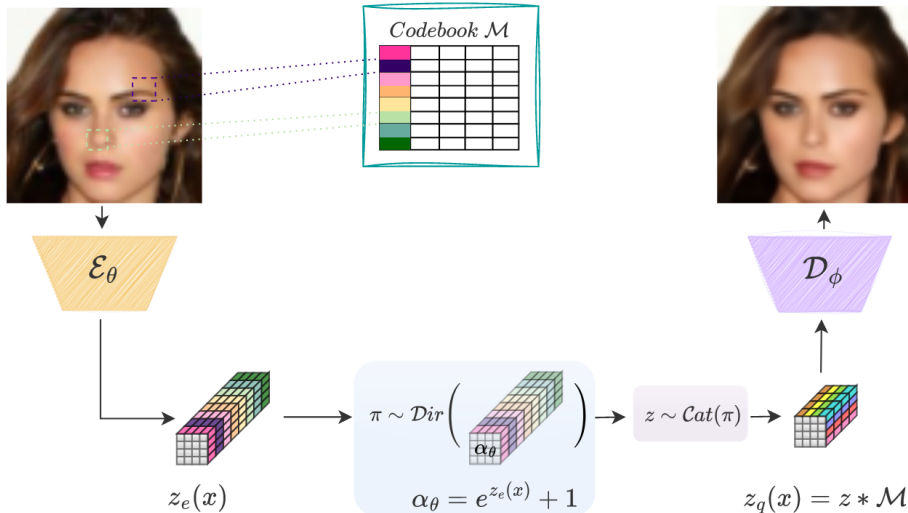 Codebook ℳ
ℰ_θ
𝒟_ϕ
π ∼ 𝒟ir( α_θ )
z ∼ 𝒞at(π)
z_e(x)
α_θ = e^{z_e(x)} + 1
z_q(x) = z * ℳ